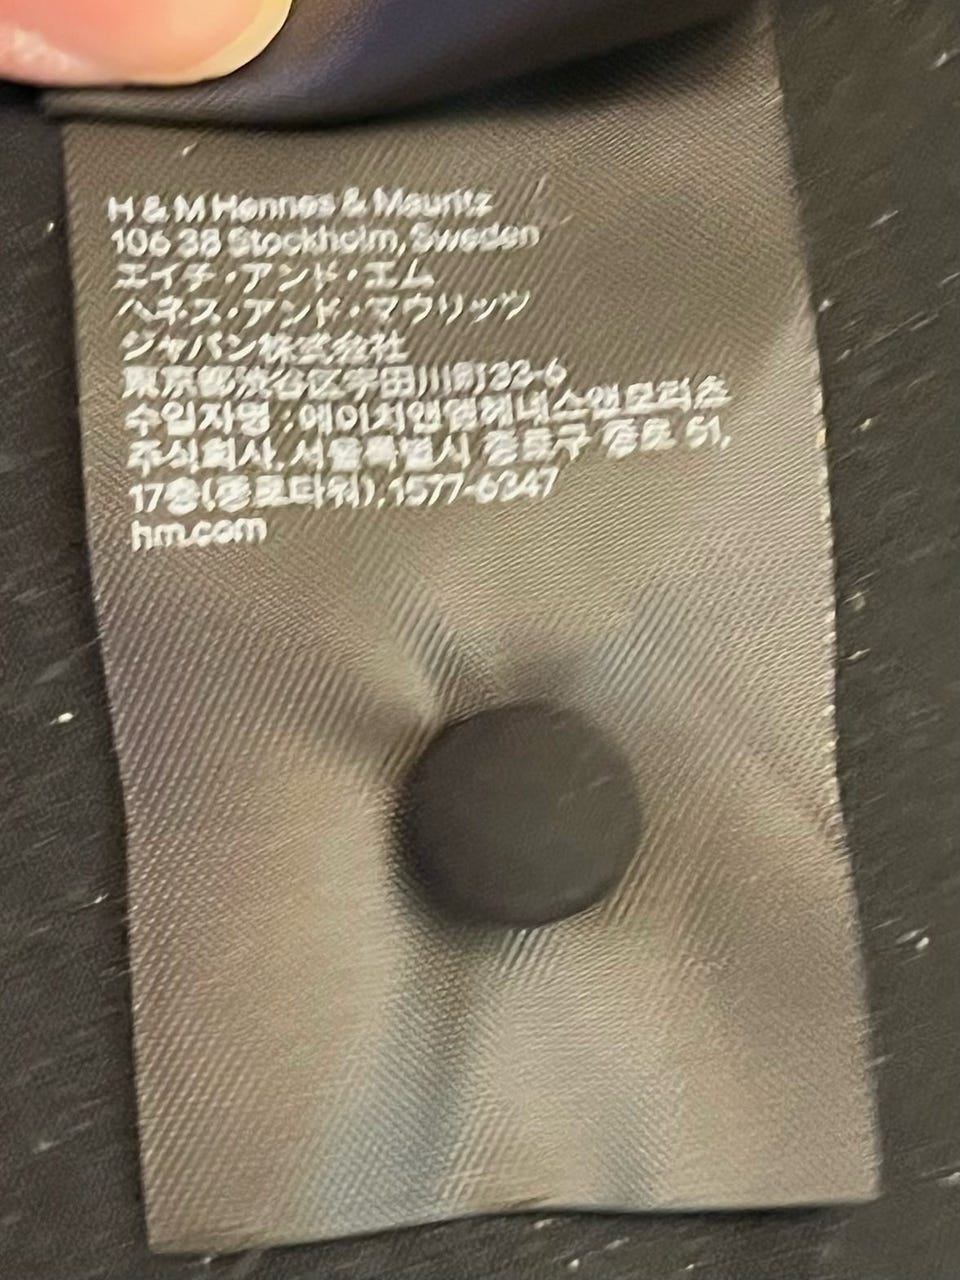 H & M Hennes & Mauritz
106 38 Stockholm, Sweden
エイチ・アンド・エム
ヘネス・アンド・マウリッツ
ジャパン株式会社
東京都渋谷区宇田川町33-6
수입자명 : 에이치앤엠헤네스앤모리츠
주식회사, 서울특별시 종로구 종로 51,
17층(종로타워), 1577-6347
hm.com